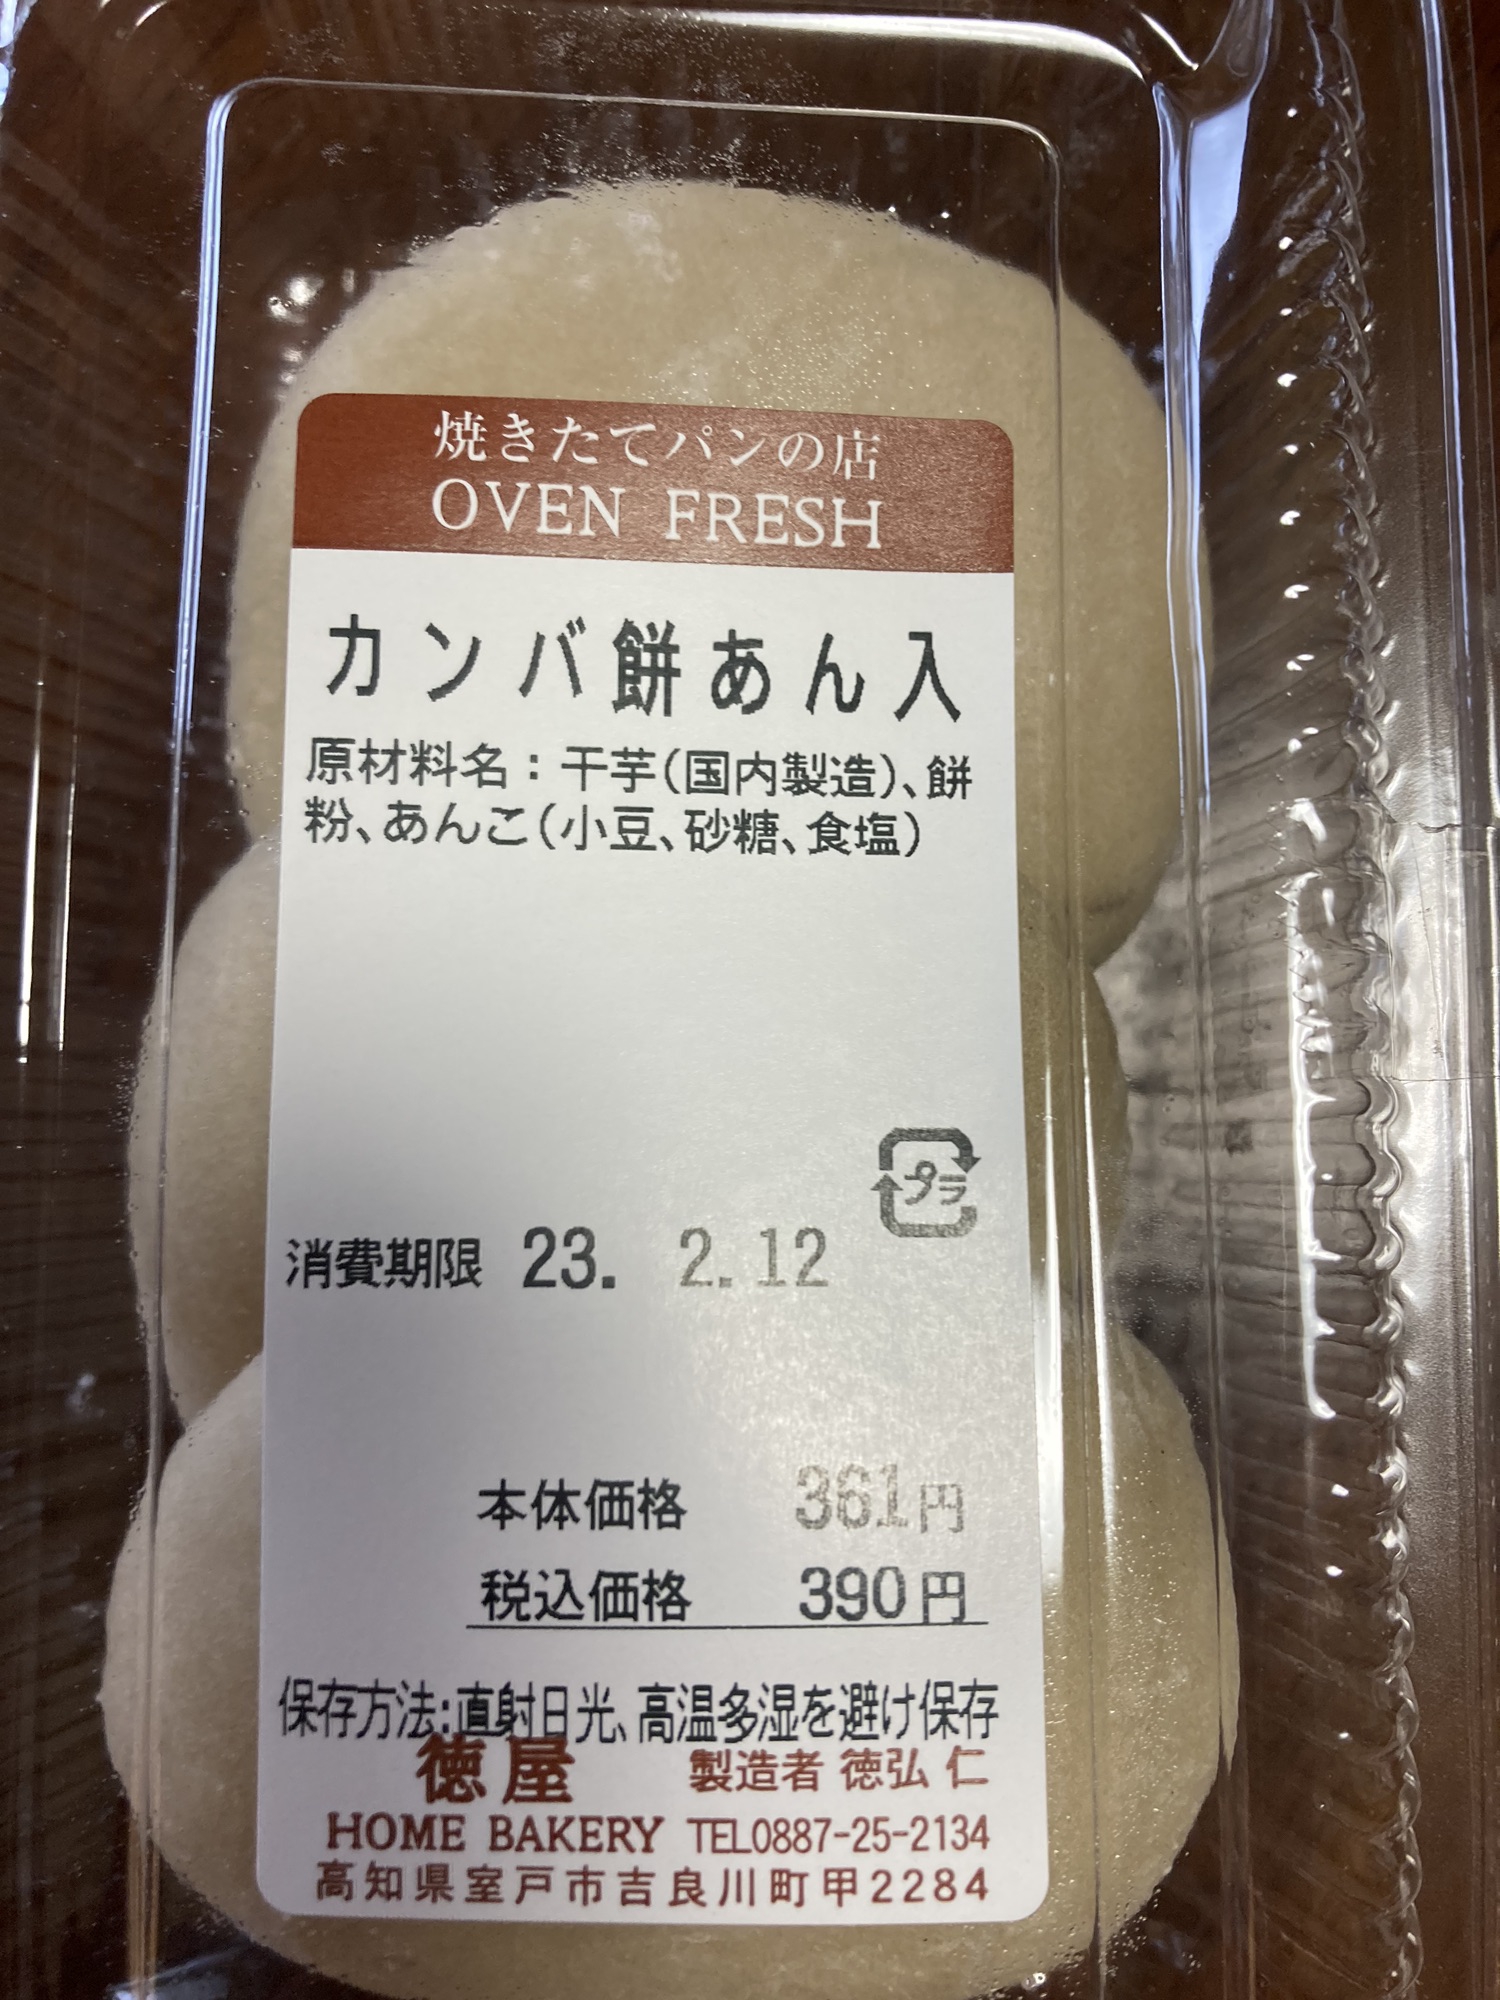 焼きたてパンの店
OVEN FRESH
カンバ餅あん入
原材料名：干芋(国内製造)、餅
粉、あんこ(小豆、砂糖、食塩)
プラ
消費期限 23. 2.12
本体価格 361円
税込価格 390円
保存方法:直射日光、高温多湿を避け保存
徳屋 製造者 徳弘 仁
HOME BAKERY TEL0887-25-2134
高知県室戸市吉良川町甲2284